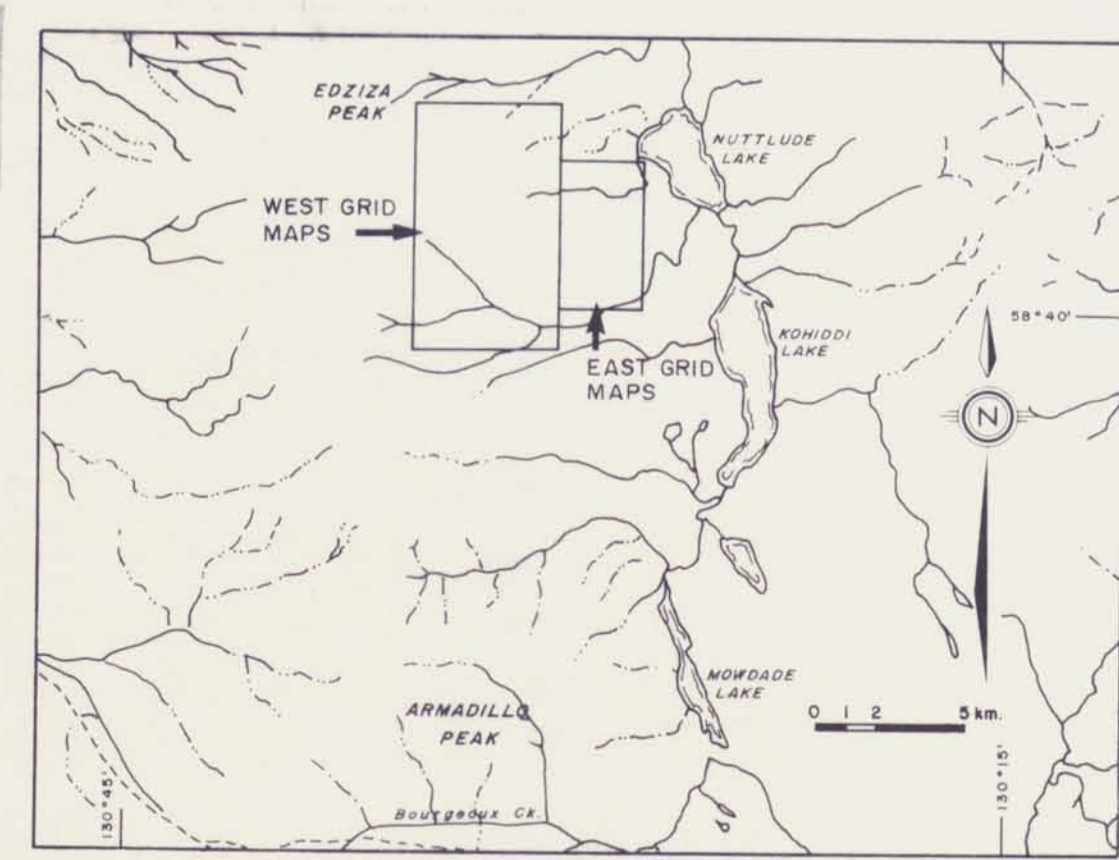 EDZIZA
PEAK
NUTTLUDE
LAKE
WEST GRID
MAPS
58°40'
KOHIDDI
LAKE
EAST GRID
MAPS
N
MOWDADE
LAKE
ARMADILLO
PEAK
0 1 2 5 km.
130°45'
130°15'
Bourgeaux Ck.